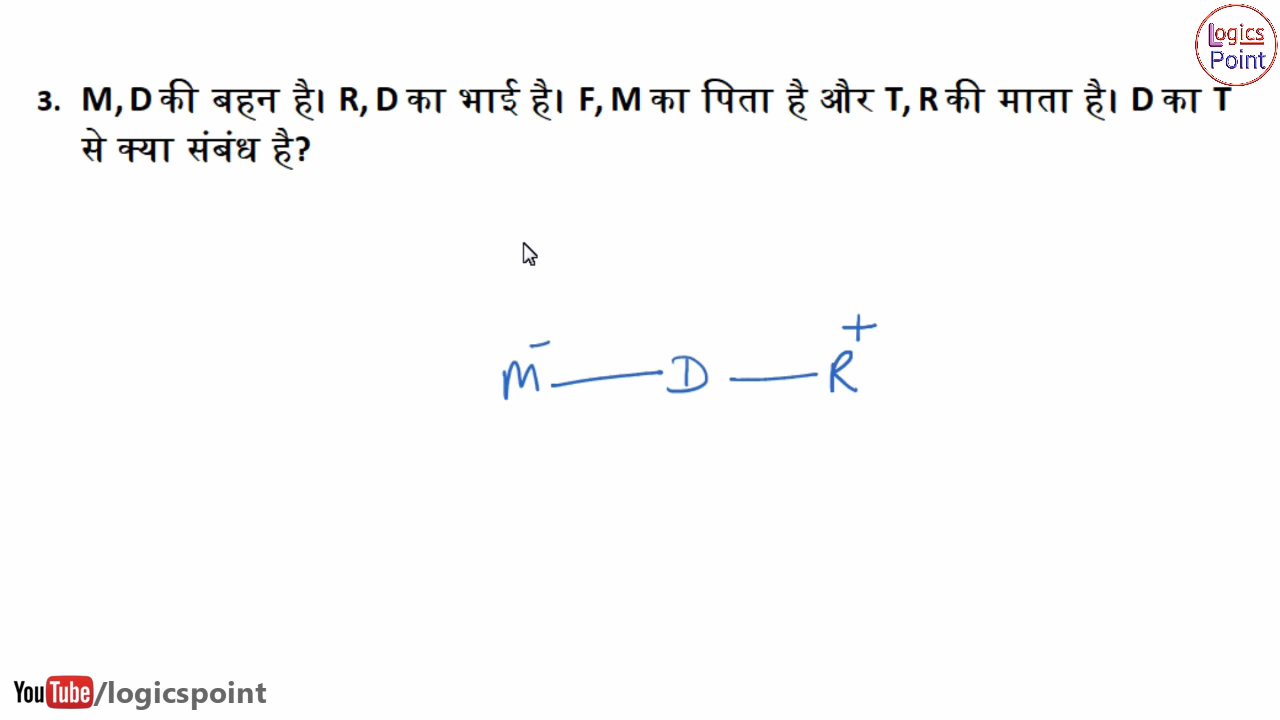 Logics
Point
3. M, D की बहन है। R, D का भाई है। F, M का पिता है और T, R की माता है। D का T
से क्या संबंध है?
M⁻ — D — R⁺
YouTube/logicspoint